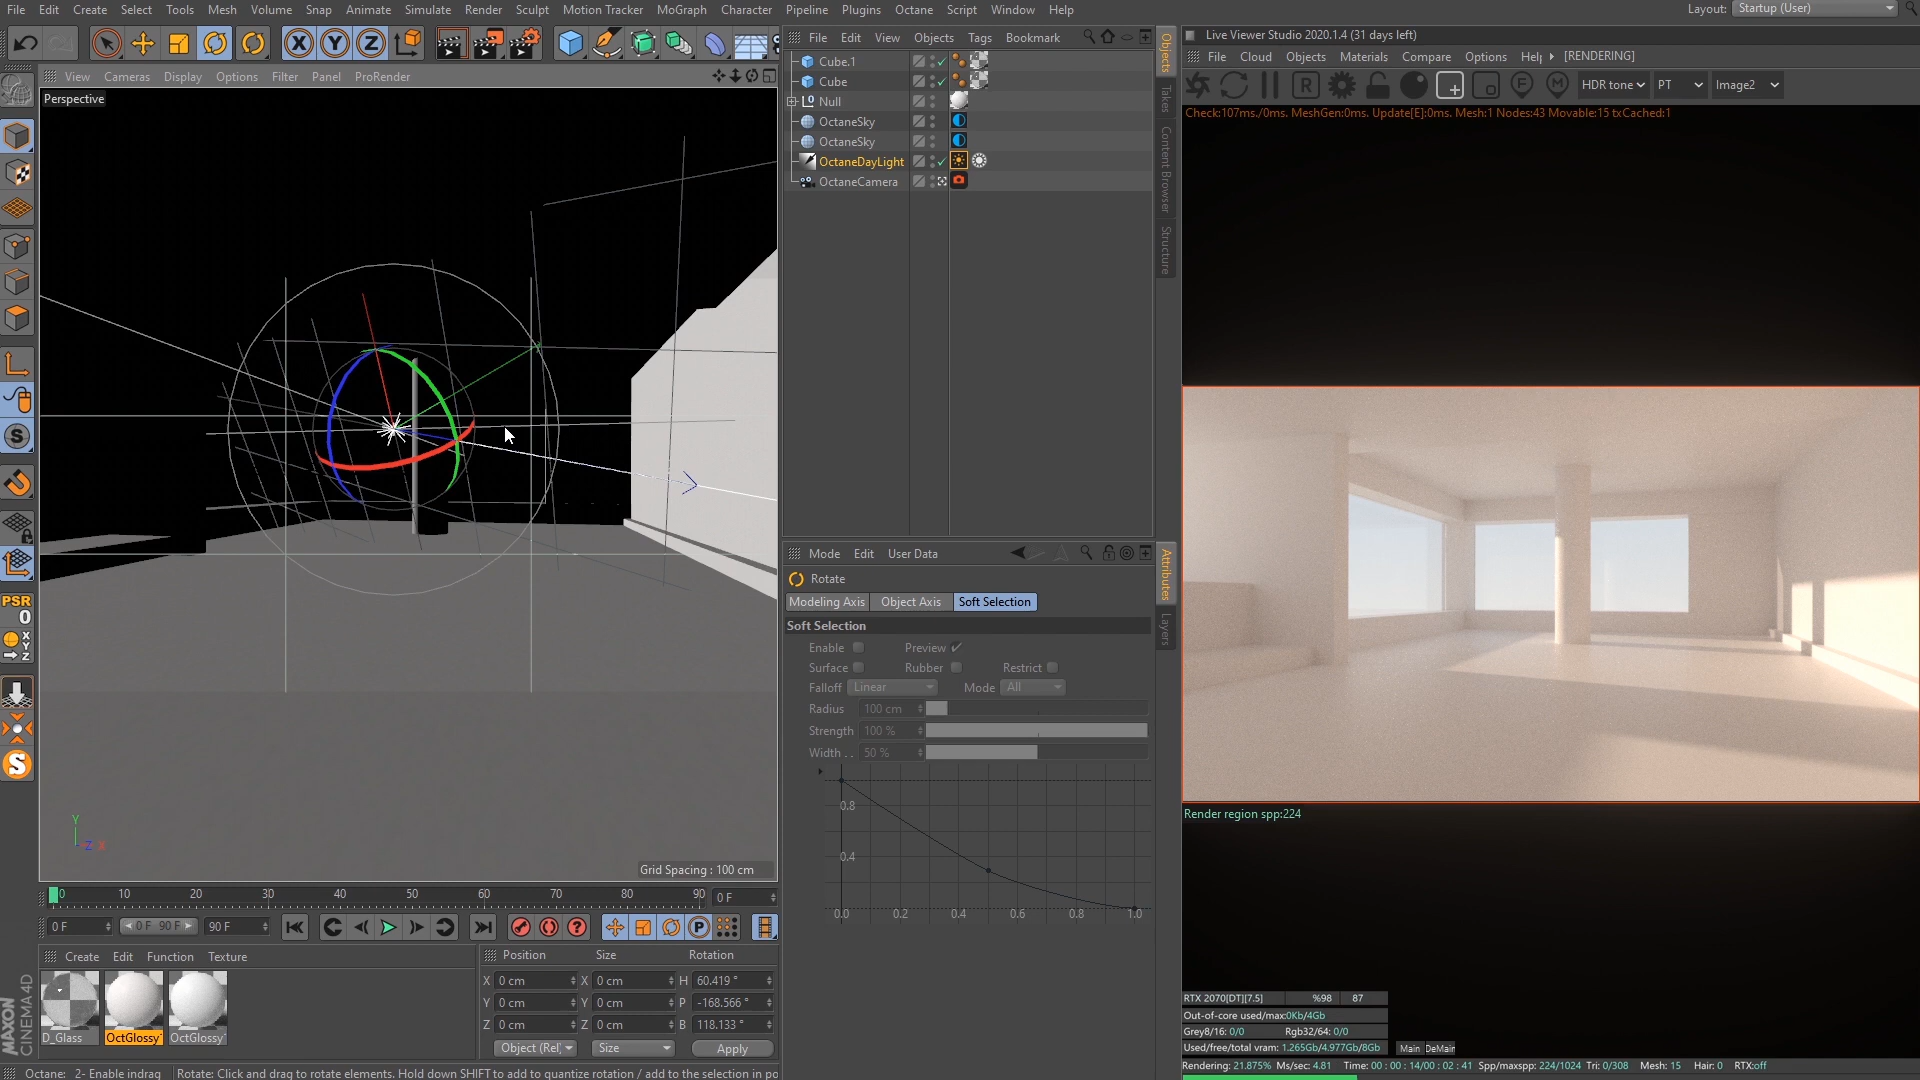 File Edit Create Select Tools Mesh Volume Snap Animate Simulate Render Sculpt Motion Tracker MoGraph Character Pipeline Plugins Octane Script Window Help
Layout: Startup (User)
View Cameras Display Options Filter Panel ProRender
Perspective
Grid Spacing : 100 cm
Y
Z X
PSR
0
File Edit View Objects Tags Bookmark
Cube.1
Cube
Null
OctaneSky
OctaneSky
OctaneDayLight
OctaneCamera
Objects
Takes
Content Browser
Structure
Mode Edit User Data
Rotate
Modeling Axis Object Axis Soft Selection
Soft Selection
Enable Preview
Surface Rubber Restrict
Falloff Linear Mode All
Radius 100 cm
Strength 100 %
Width . . 50 %
0.8
0.4
0.0 0.2 0.4 0.6 0.8 1.0
Attributes
Layers
Live Viewer Studio 2020.1.4 (31 days left)
File Cloud Objects Materials Compare Options Help [RENDERING]
HDR tone PT Image2
Check:107ms./0ms. MeshGen:0ms. Update[E]:0ms. Mesh:1 Nodes:43 Movable:15 txCached:1
Render region spp:224
RTX 2070[DT][7.5] %98 87
Out-of-core used/max:0Kb/4Gb
Grey8/16: 0/0 Rgb32/64: 0/0
Used/free/total vram: 1.265Gb/4.977Gb/8Gb Main DeMain
Rendering: 21.875% Ms/sec: 4.81 Time: 00 : 00 : 14/00 : 02 : 41 Spp/maxspp: 224/1024 Tri: 0/308 Mesh: 15 Hair: 0 RTX:off
0 10 20 30 40 50 60 70 80 90 0 F
0 F 0 F 90 F 90 F
Create Edit Function Texture
D_Glass OctGlossy OctGlossy
MAXON CINEMA 4D
Position Size Rotation
X 0 cm X 0 cm H 60.419 °
Y 0 cm Y 0 cm P -168.566 °
Z 0 cm Z 0 cm B 118.133 °
Object (Rel) Size Apply
Octane: 2- Enable indrag Rotate: Click and drag to rotate elements. Hold down SHIFT to add to quantize rotation / add to the selection in po